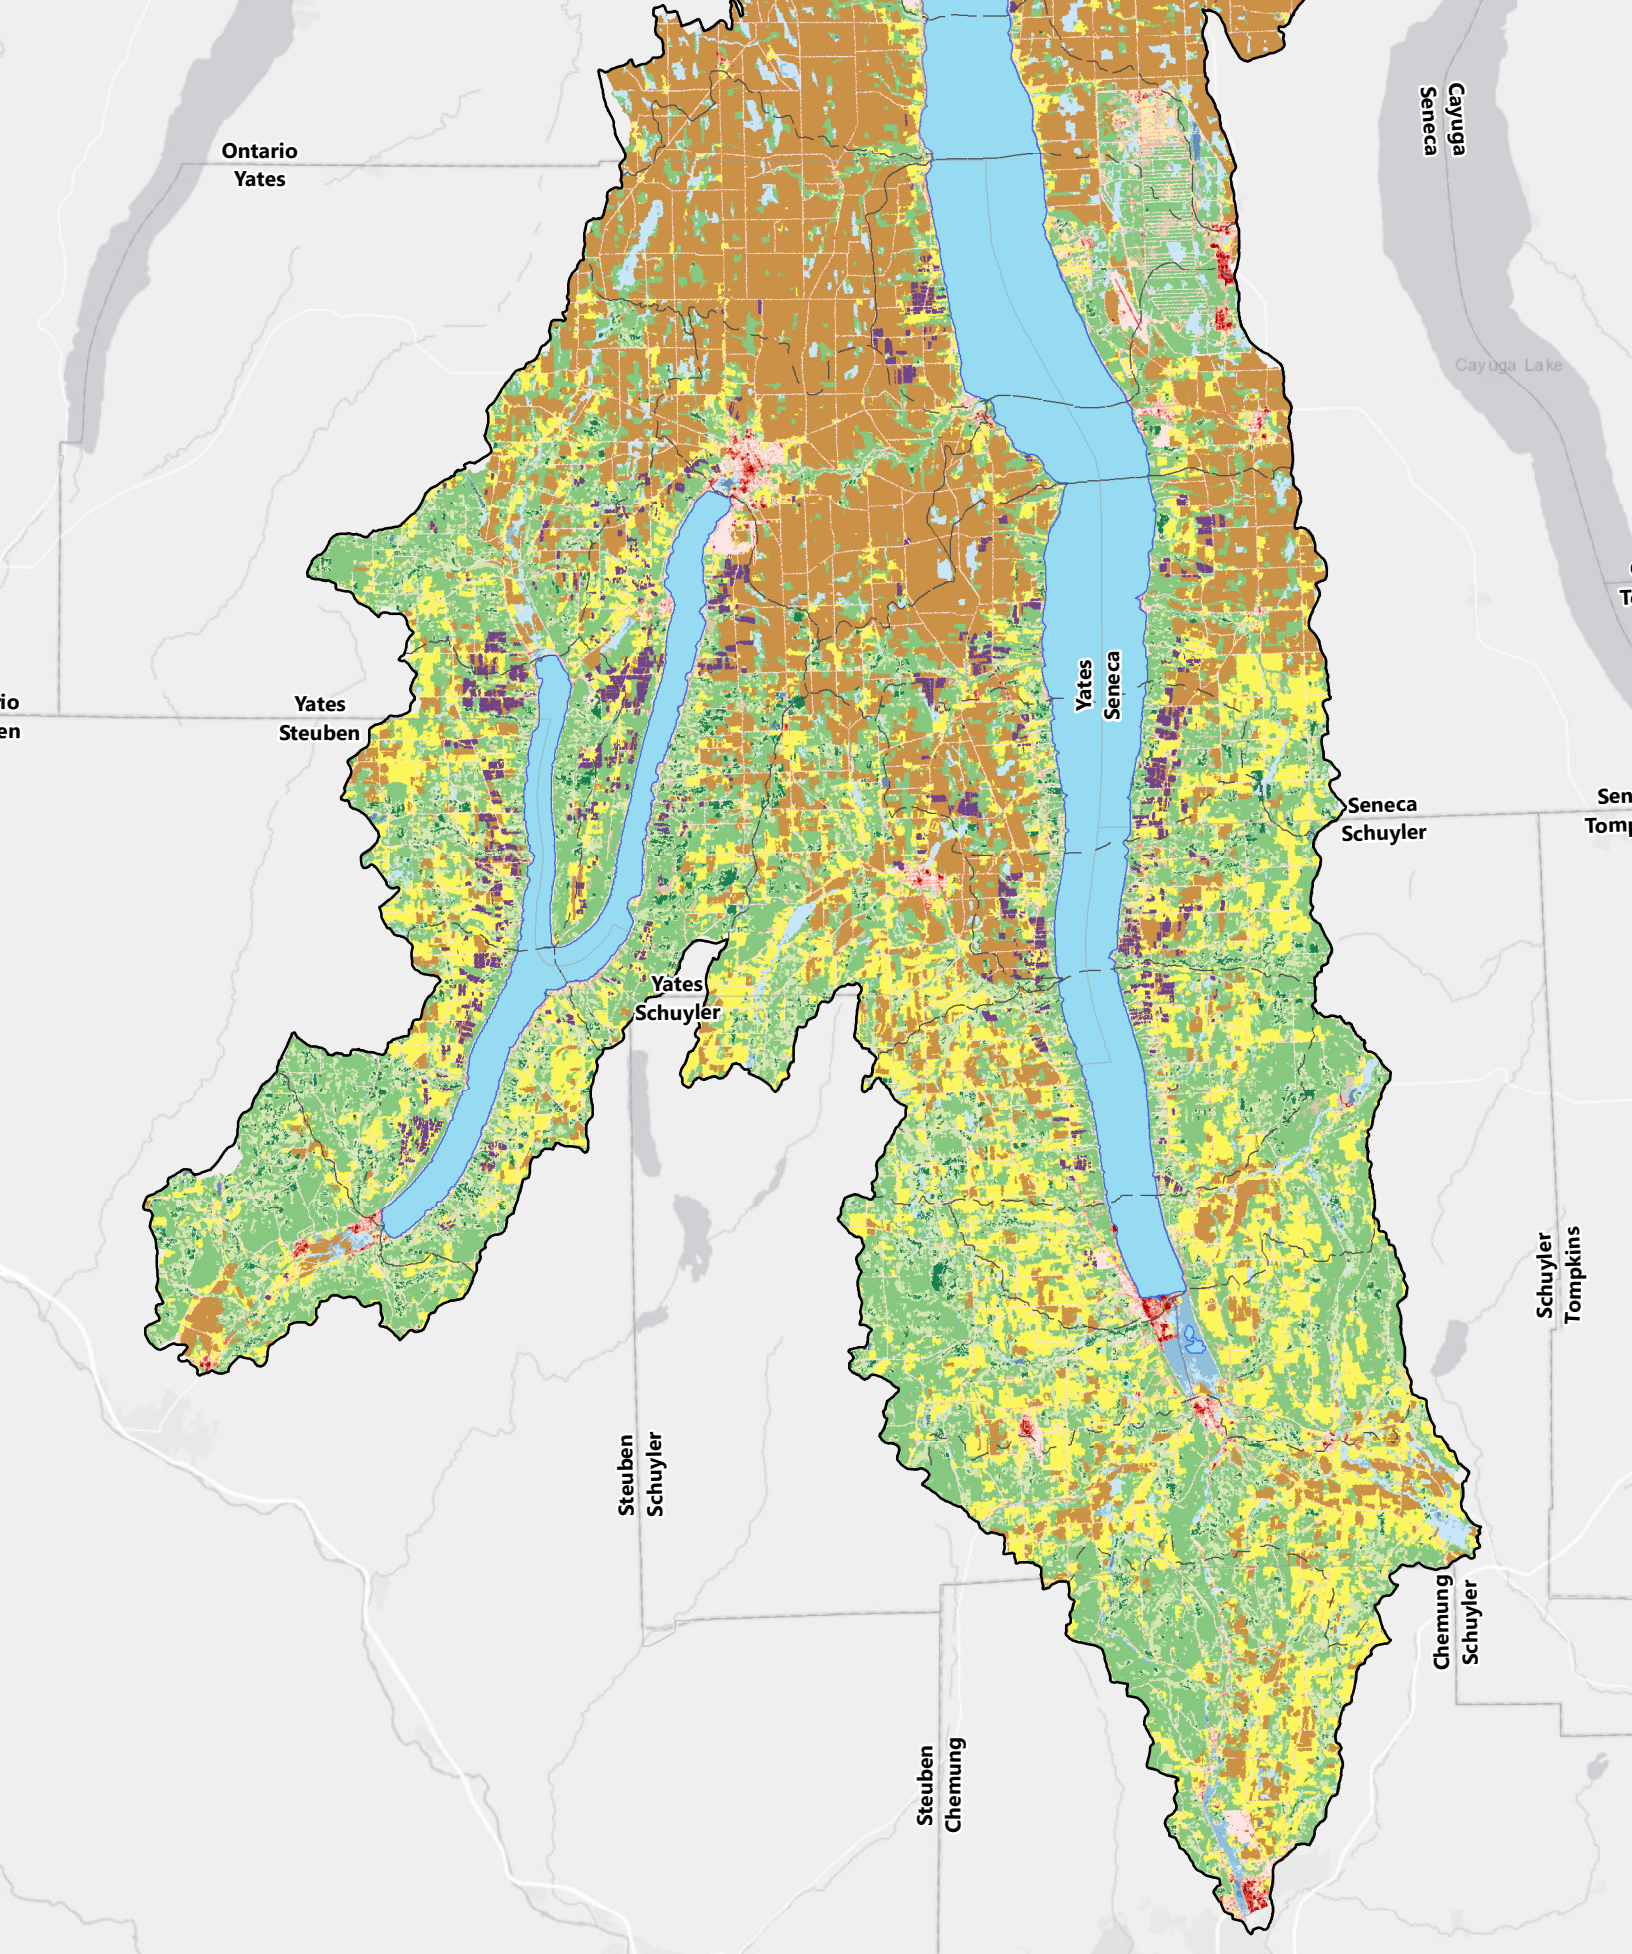 Cayuga
Seneca
Ontario
Yates
Cayuga Lake
Yates
Seneca
Yates
Steuben
Seneca
Schuyler
Yates
Schuyler
Schuyler
Tompkins
Steuben
Schuyler
Chemung
Schuyler
Steuben
Chemung